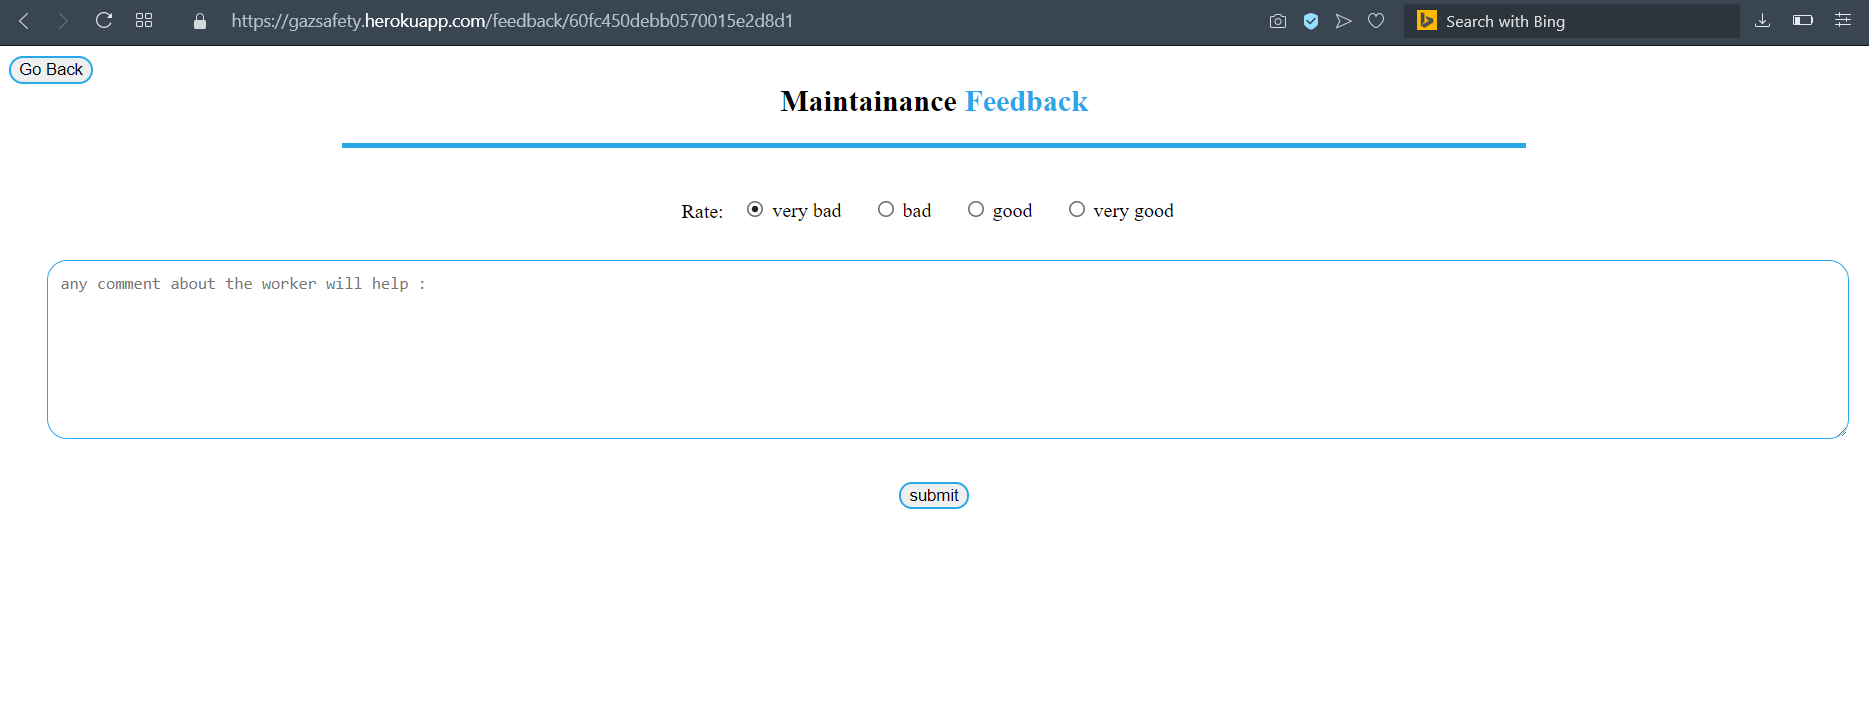 https://gazsafety.herokuapp.com/feedback/60fc450debb0570015e2d8d1
Search with Bing
Go Back
Maintainance Feedback
Rate: very bad bad good very good
any comment about the worker will help :
submit